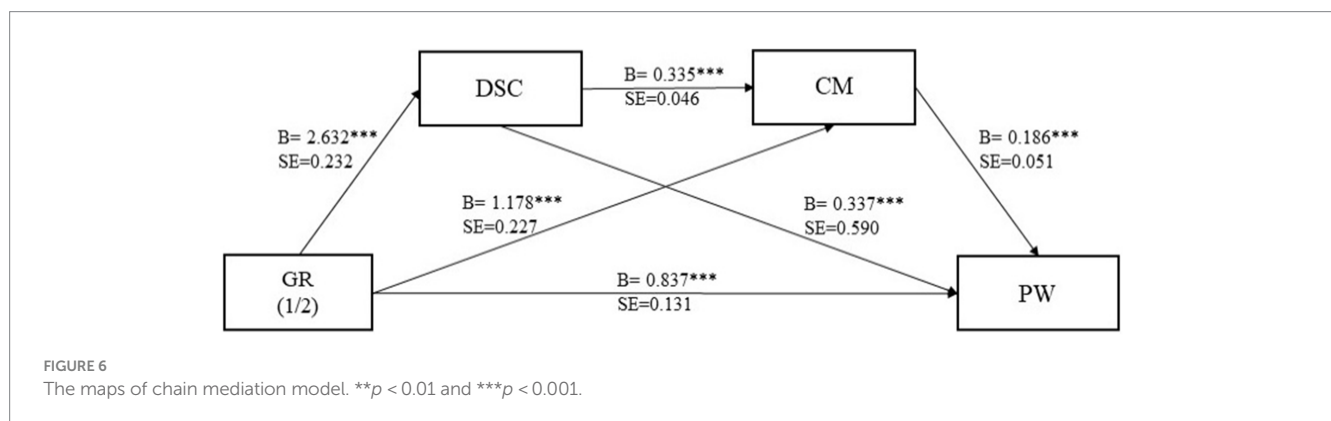 DSC
B= 0.335***
SE=0.046
CM
B= 2.632***
SE=0.232
B= 0.186***
SE=0.051
B= 1.178***
SE=0.227
B= 0.337***
SE=0.590
GR
(1/2)
B= 0.837***
SE=0.131
PW
FIGURE 6
The maps of chain mediation model. **p < 0.01 and ***p < 0.001.